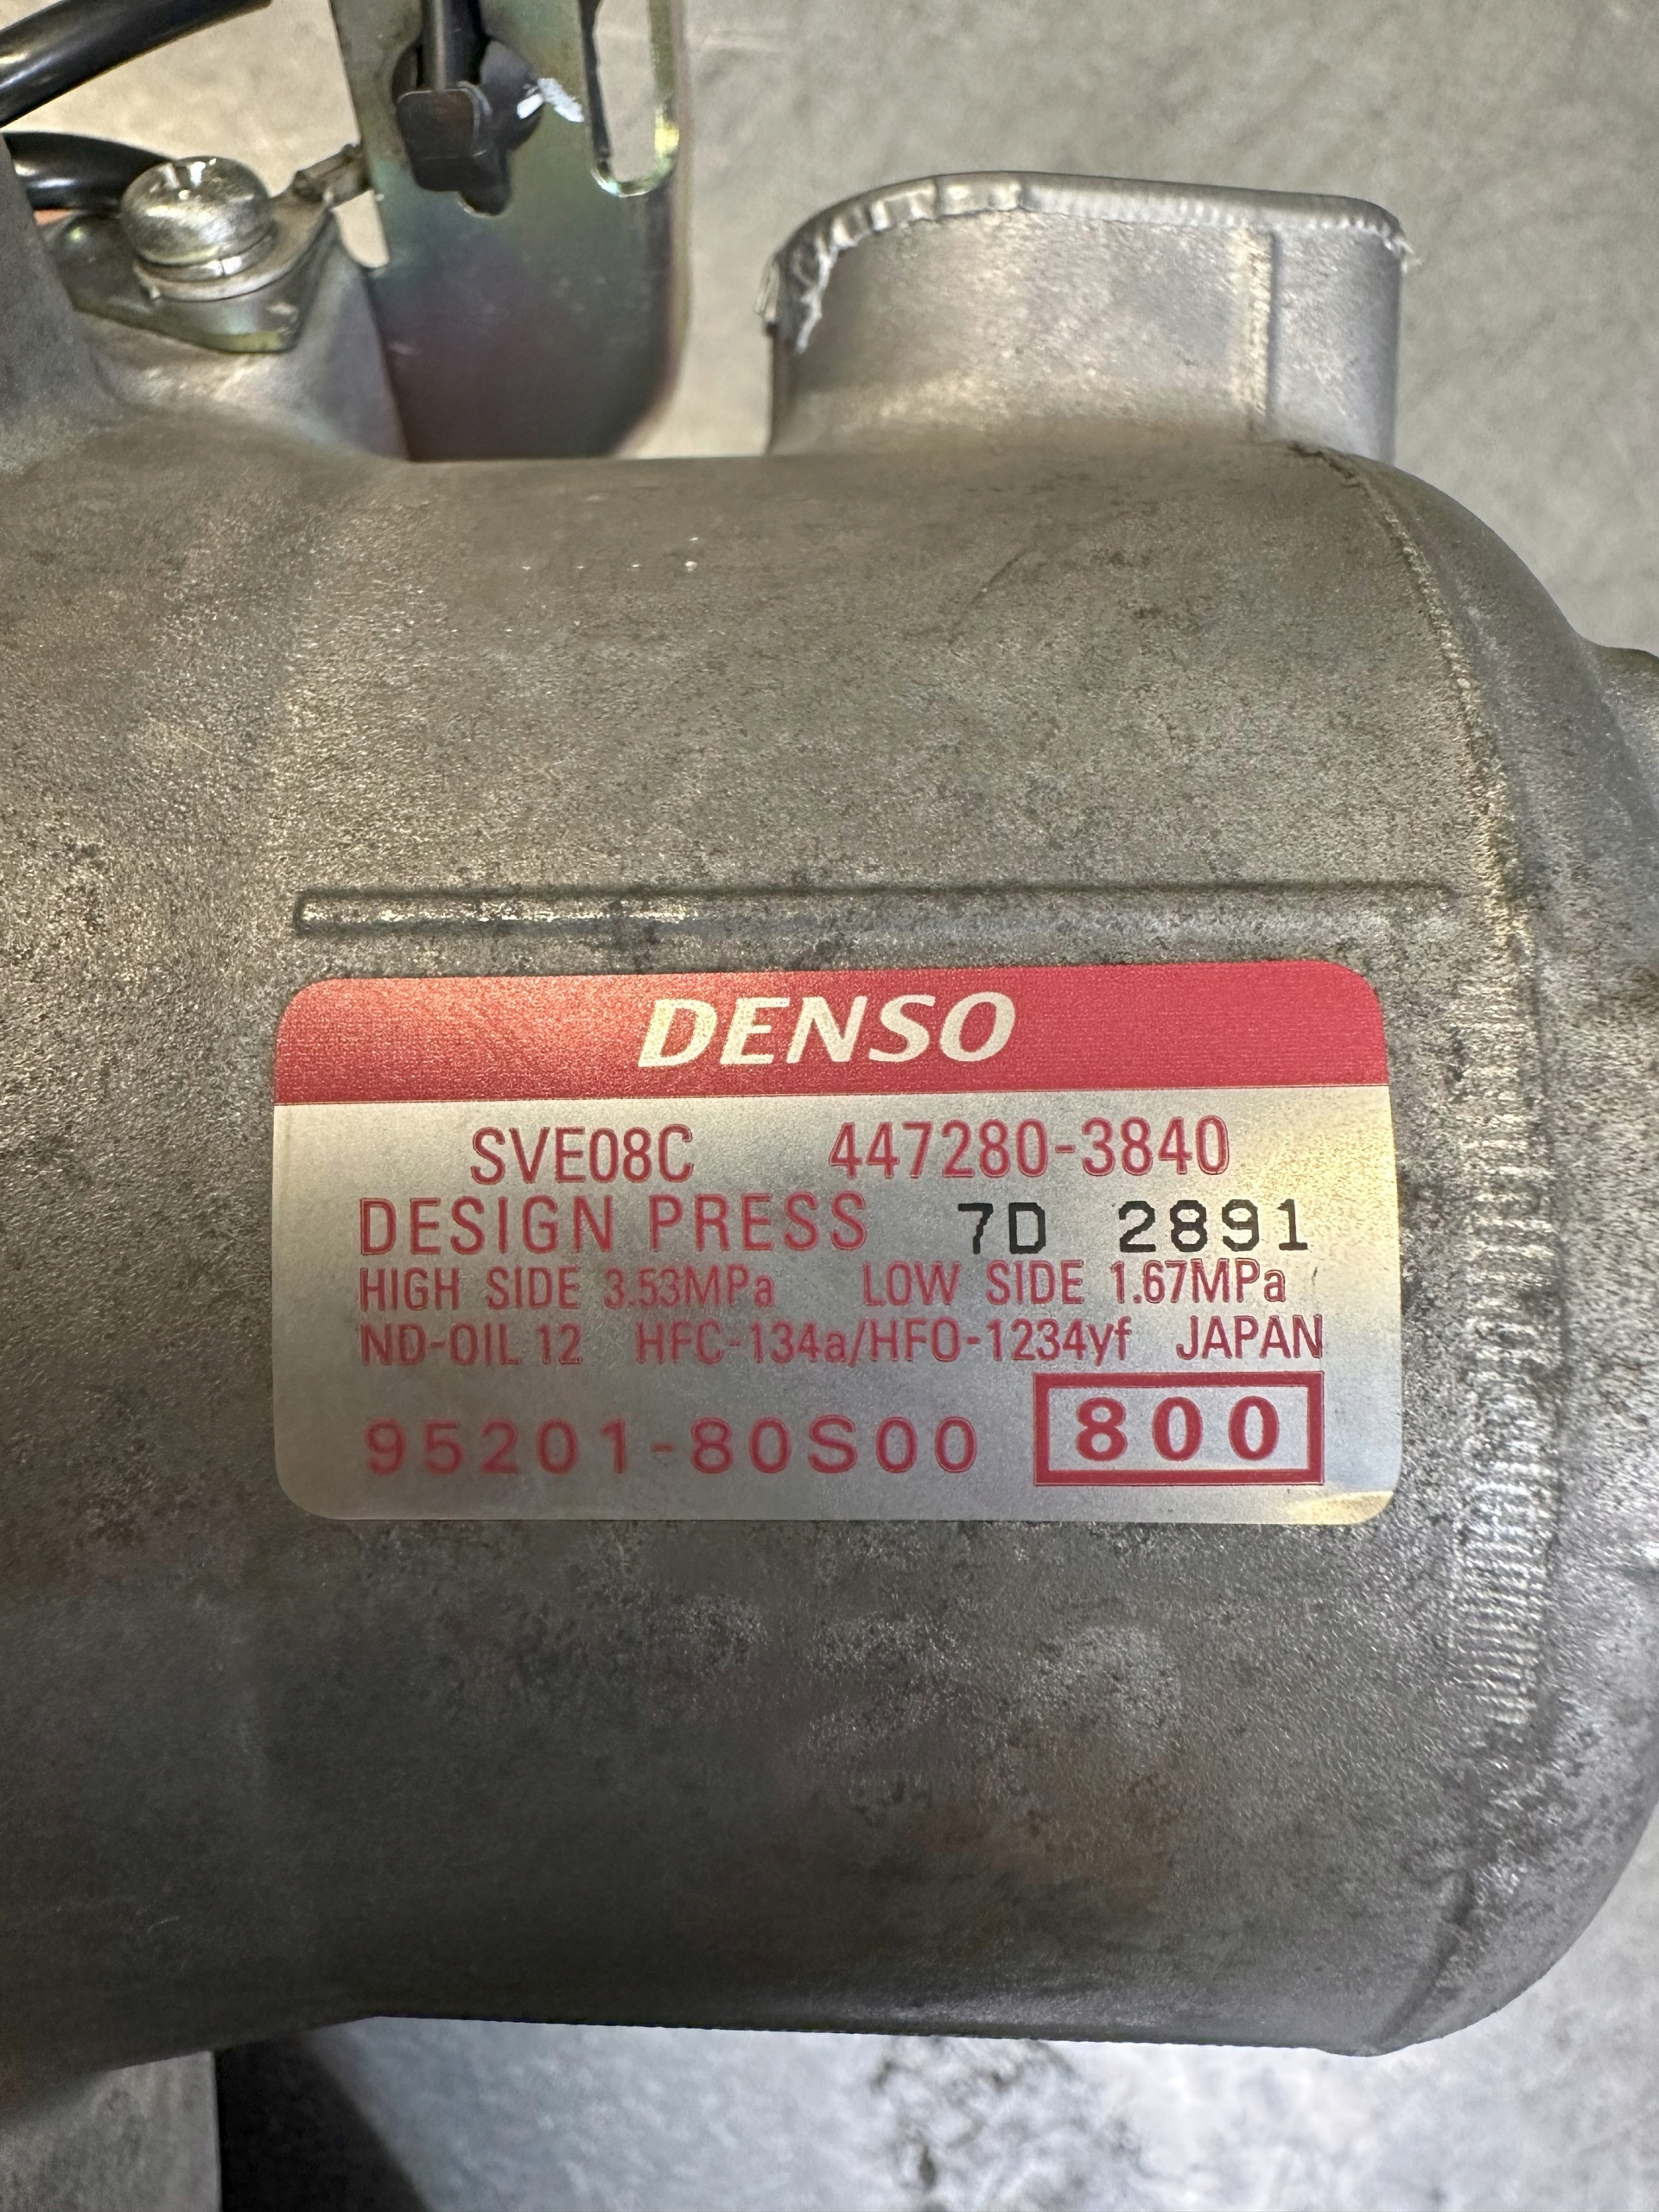 DENSO
SVE08C 447280-3840
DESIGN PRESS 7D 2891
HIGH SIDE 3.53MPa LOW SIDE 1.67MPa
ND-OIL 12 HFC-134a/HFO-1234yf JAPAN
95201-80S00 800